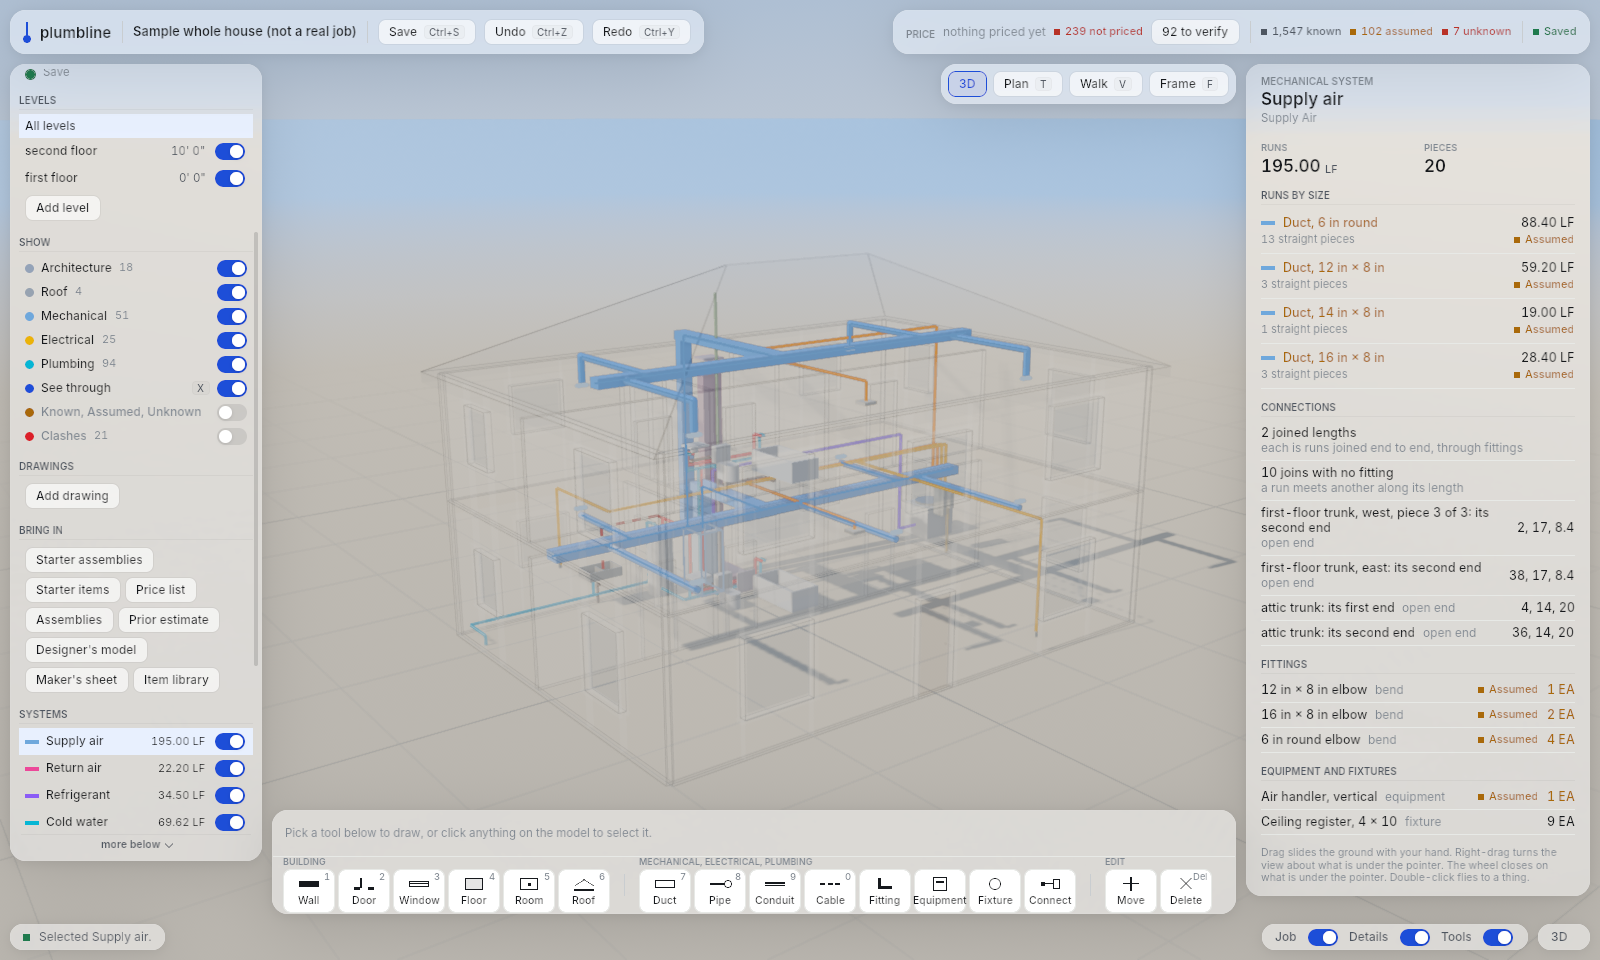 plumbline
Sample whole house (not a real job)
Save Ctrl+S
Undo Ctrl+Z
Redo Ctrl+Y
PRICE nothing priced yet
239 not priced
92 to verify
1,547 known
102 assumed
7 unknown
Saved
Save
LEVELS
All levels
second floor 10' 0"
first floor 0' 0"
Add level
SHOW
Architecture 18
Roof 4
Mechanical 51
Electrical 25
Plumbing 94
See through X
Known, Assumed, Unknown
Clashes 21
DRAWINGS
Add drawing
BRING IN
Starter assemblies
Starter items Price list
Assemblies Prior estimate
Designer's model
Maker's sheet Item library
SYSTEMS
Supply air 195.00 LF
Return air 22.20 LF
Refrigerant 34.50 LF
Cold water 69.62 LF
more below
3D
Plan T
Walk V
Frame F
MECHANICAL SYSTEM
Supply air
Supply Air
RUNS PIECES
195.00 LF 20
RUNS BY SIZE
Duct, 6 in round 88.40 LF
13 straight pieces Assumed
Duct, 12 in × 8 in 59.20 LF
3 straight pieces Assumed
Duct, 14 in × 8 in 19.00 LF
1 straight pieces Assumed
Duct, 16 in × 8 in 28.40 LF
3 straight pieces Assumed
CONNECTIONS
2 joined lengths
each is runs joined end to end, through fittings
10 joins with no fitting
a run meets another along its length
first-floor trunk, west, piece 3 of 3: its
second end 2, 17, 8.4
open end
first-floor trunk, east: its second end
open end 38, 17, 8.4
attic trunk: its first end open end 4, 14, 20
attic trunk: its second end open end 36, 14, 20
FITTINGS
12 in × 8 in elbow bend Assumed 1 EA
16 in × 8 in elbow bend Assumed 2 EA
6 in round elbow bend Assumed 4 EA
EQUIPMENT AND FIXTURES
Air handler, vertical equipment Assumed 1 EA
Ceiling register, 4 × 10 fixture 9 EA
Drag slides the ground with your hand. Right-drag turns the
view about what is under the pointer. The wheel closes on
what is under the pointer. Double-click flies to a thing.
Pick a tool below to draw, or click anything on the model to select it.
BUILDING
Wall 1
Door 2
Window 3
Floor 4
Room 5
Roof 6
MECHANICAL, ELECTRICAL, PLUMBING
Duct 7
Pipe 8
Conduit 9
Cable 0
Fitting
Equipment
Fixture
Connect
EDIT
Move
Delete Del
Selected Supply air.
Job Details Tools 3D